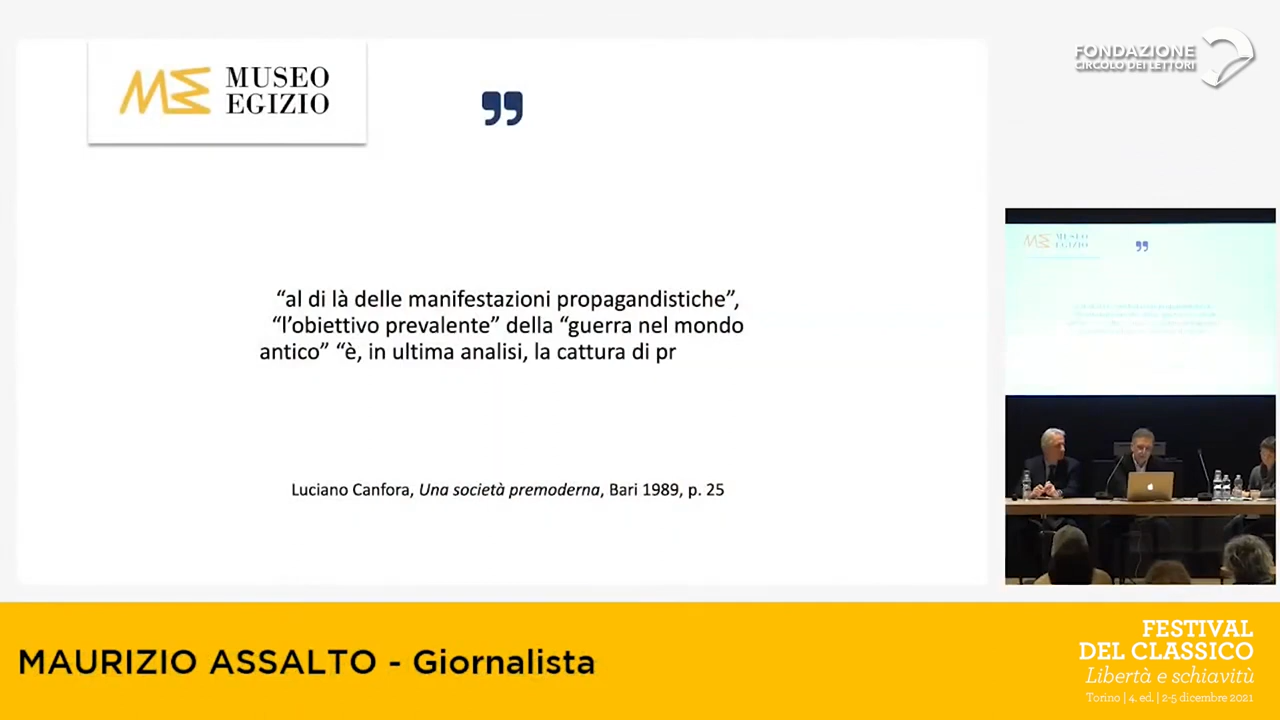 MUSEO
EGIZIO
FONDAZIONE
CIRCOLO DEI LETTORI
“al di là delle manifestazioni propagandistiche”,
“l’obiettivo prevalente” della “guerra nel mondo
antico” “è, in ultima analisi, la cattura di pr
Luciano Canfora, Una società premoderna, Bari 1989, p. 25
MUSEO
EGIZIO
MAURIZIO ASSALTO - Giornalista
FESTIVAL
DEL CLASSICO
Libertà e schiavitù
Torino | 4. ed. | 2-5 dicembre 2021